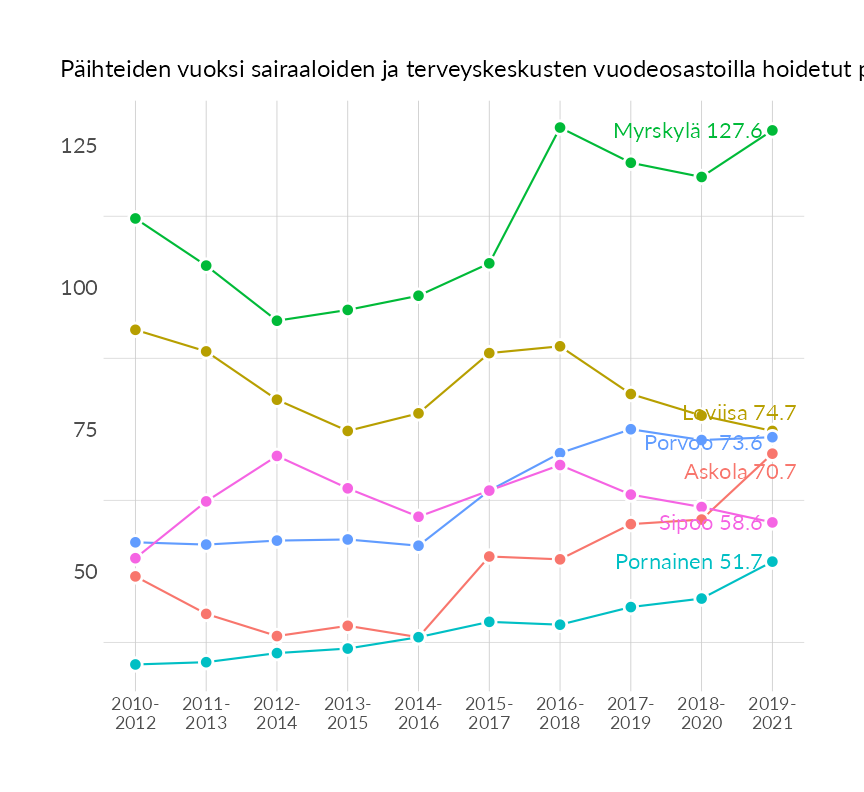 Päihteiden vuoksi sairaaloiden ja terveyskeskusten vuodeosastoilla hoidetut
125
Myrskylä 127.6
100
75
Loviisa 74.7
Porvoo 73.6
Askola 70.7
Sipoo 58.6
Pornainen 51.7
50
2010- 2011- 2012- 2013- 2014- 2015- 2016- 2017- 2018- 2019-
2012 2013 2014 2015 2016 2017 2018 2019 2020 2021